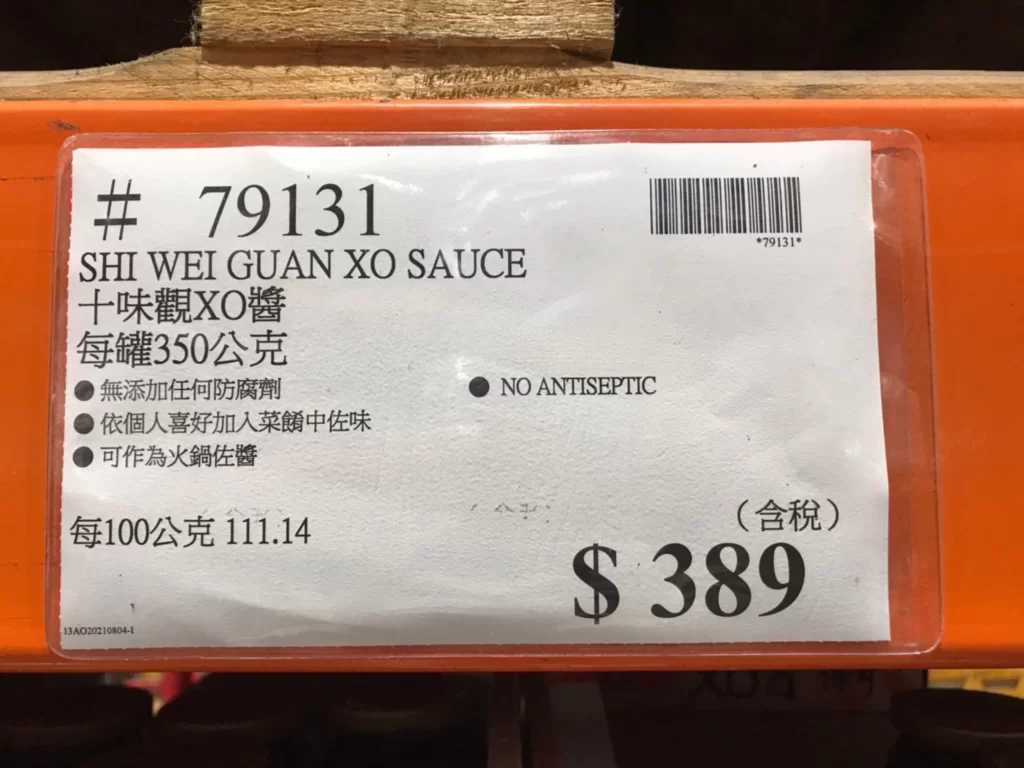 # 79131
*79131*
SHI WEI GUAN XO SAUCE
十味觀XO醬
每罐350公克
● 無添加任何防腐劑
● NO ANTISEPTIC
● 依個人喜好加入菜餚中佐味
● 可作為火鍋佐醬
每100公克 111.14
（含稅）
$ 389
13AO20210804-1